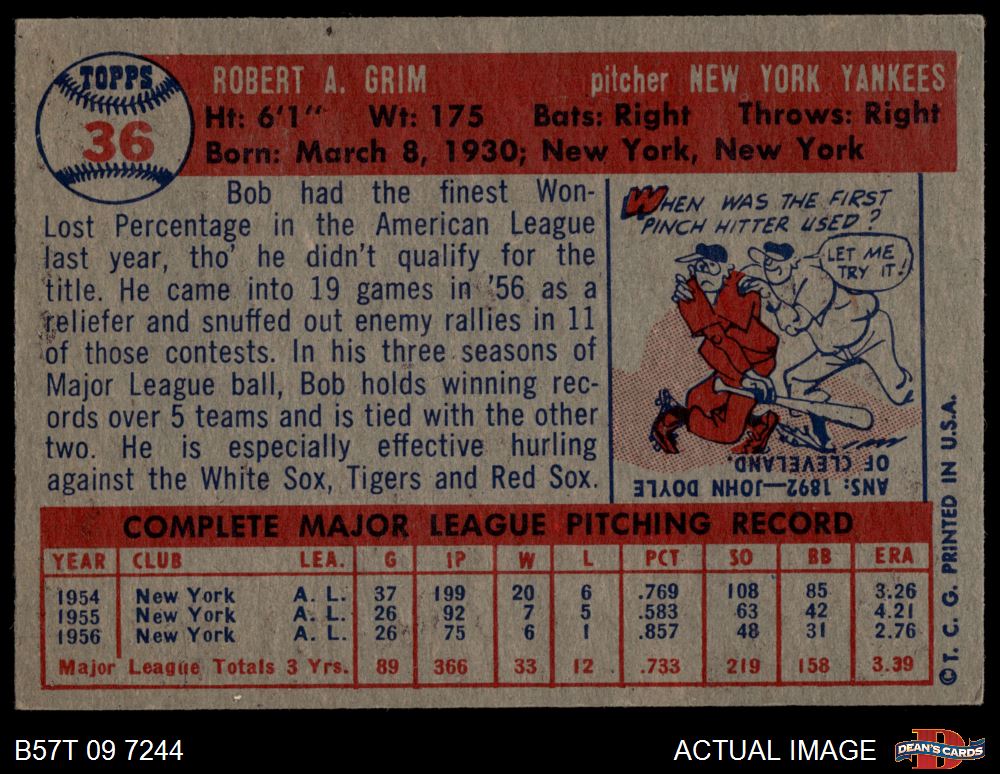 TOPPS
36
ROBERT A. GRIM pitcher NEW YORK YANKEES
Ht: 6'1" Wt: 175 Bats: Right Throws: Right
Born: March 8, 1930; New York, New York
Bob had the finest Won-
Lost Percentage in the American League
last year, tho' he didn't qualify for the
title. He came into 19 games in '56 as a
reliefer and snuffed out enemy rallies in 11
of those contests. In his three seasons of
Major League ball, Bob holds winning rec-
ords over 5 teams and is tied with the other
two. He is especially effective hurling
against the White Sox, Tigers and Red Sox.
WHEN WAS THE FIRST
PINCH HITTER USED?
LET ME
TRY IT!
ANS: 1892—JOHN DOYLE
OF CLEVELAND.
COMPLETE MAJOR LEAGUE PITCHING RECORD
YEAR CLUB LEA. G IP W L PCT SO BB ERA
1954 New York A. L. 37 199 20 6 .769 108 85 3.26
1955 New York A. L. 26 92 7 5 .583 63 42 4.21
1956 New York A. L. 26 75 6 1 .857 48 31 2.76
Major League Totals 3 Yrs. 89 366 33 12 .733 219 158 3.39
© T. C. G. PRINTED IN U.S.A.
B57T 09 7244
ACTUAL IMAGE
D
DEAN'S CARDS